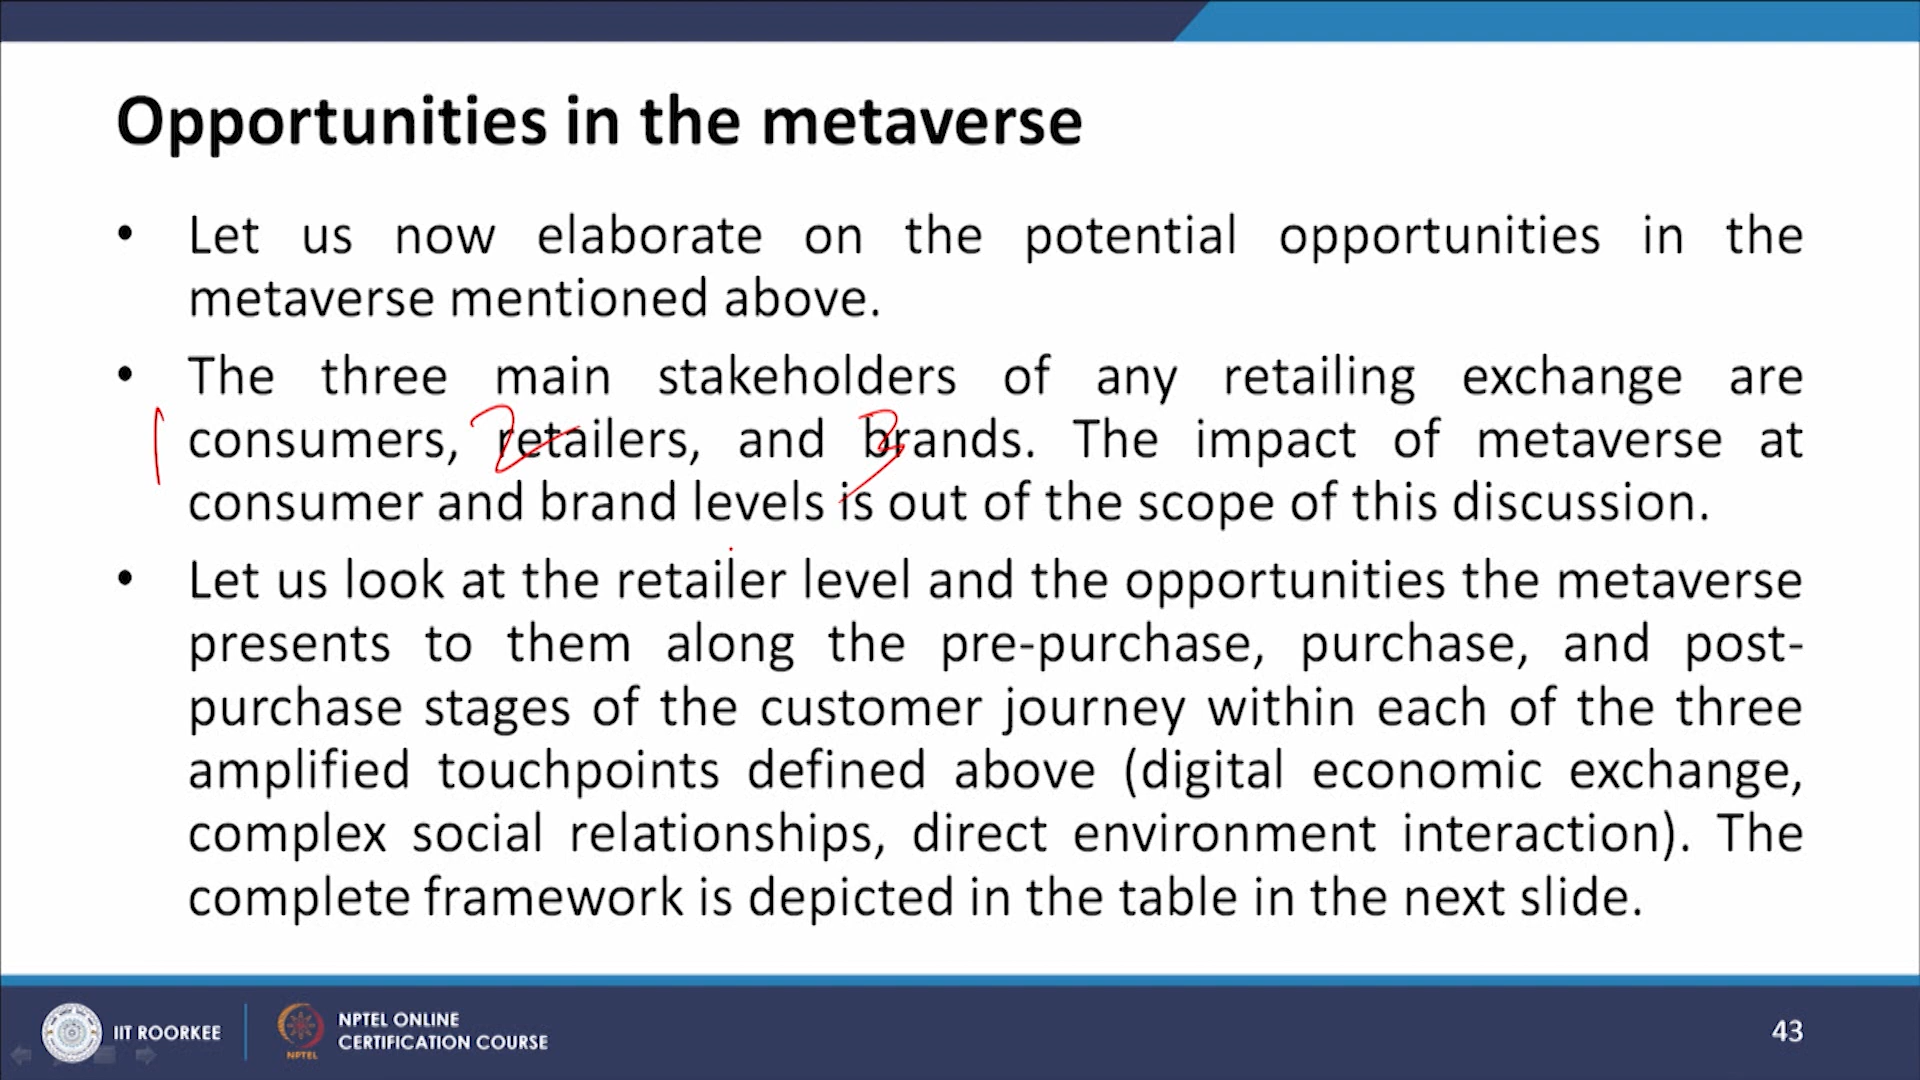 Opportunities in the metaverse
• Let us now elaborate on the potential opportunities in the
metaverse mentioned above.
• The three main stakeholders of any retailing exchange are
1 2 3
consumers, retailers, and brands. The impact of metaverse at
consumer and brand levels is out of the scope of this discussion.
• Let us look at the retailer level and the opportunities the metaverse
presents to them along the pre-purchase, purchase, and post-
purchase stages of the customer journey within each of the three
amplified touchpoints defined above (digital economic exchange,
complex social relationships, direct environment interaction). The
complete framework is depicted in the table in the next slide.
IIT ROORKEE
NPTEL
NPTEL ONLINE
CERTIFICATION COURSE
43